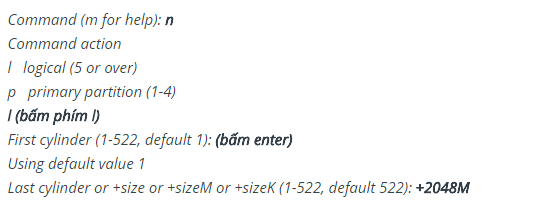 Command (m for help): n
Command action
l   logical (5 or over)
p   primary partition (1-4)
l (bấm phím l)
First cylinder (1-522, default 1): (bấm enter)
Using default value 1
Last cylinder or +size or +sizeM or +sizeK (1-522, default 522): +2048M